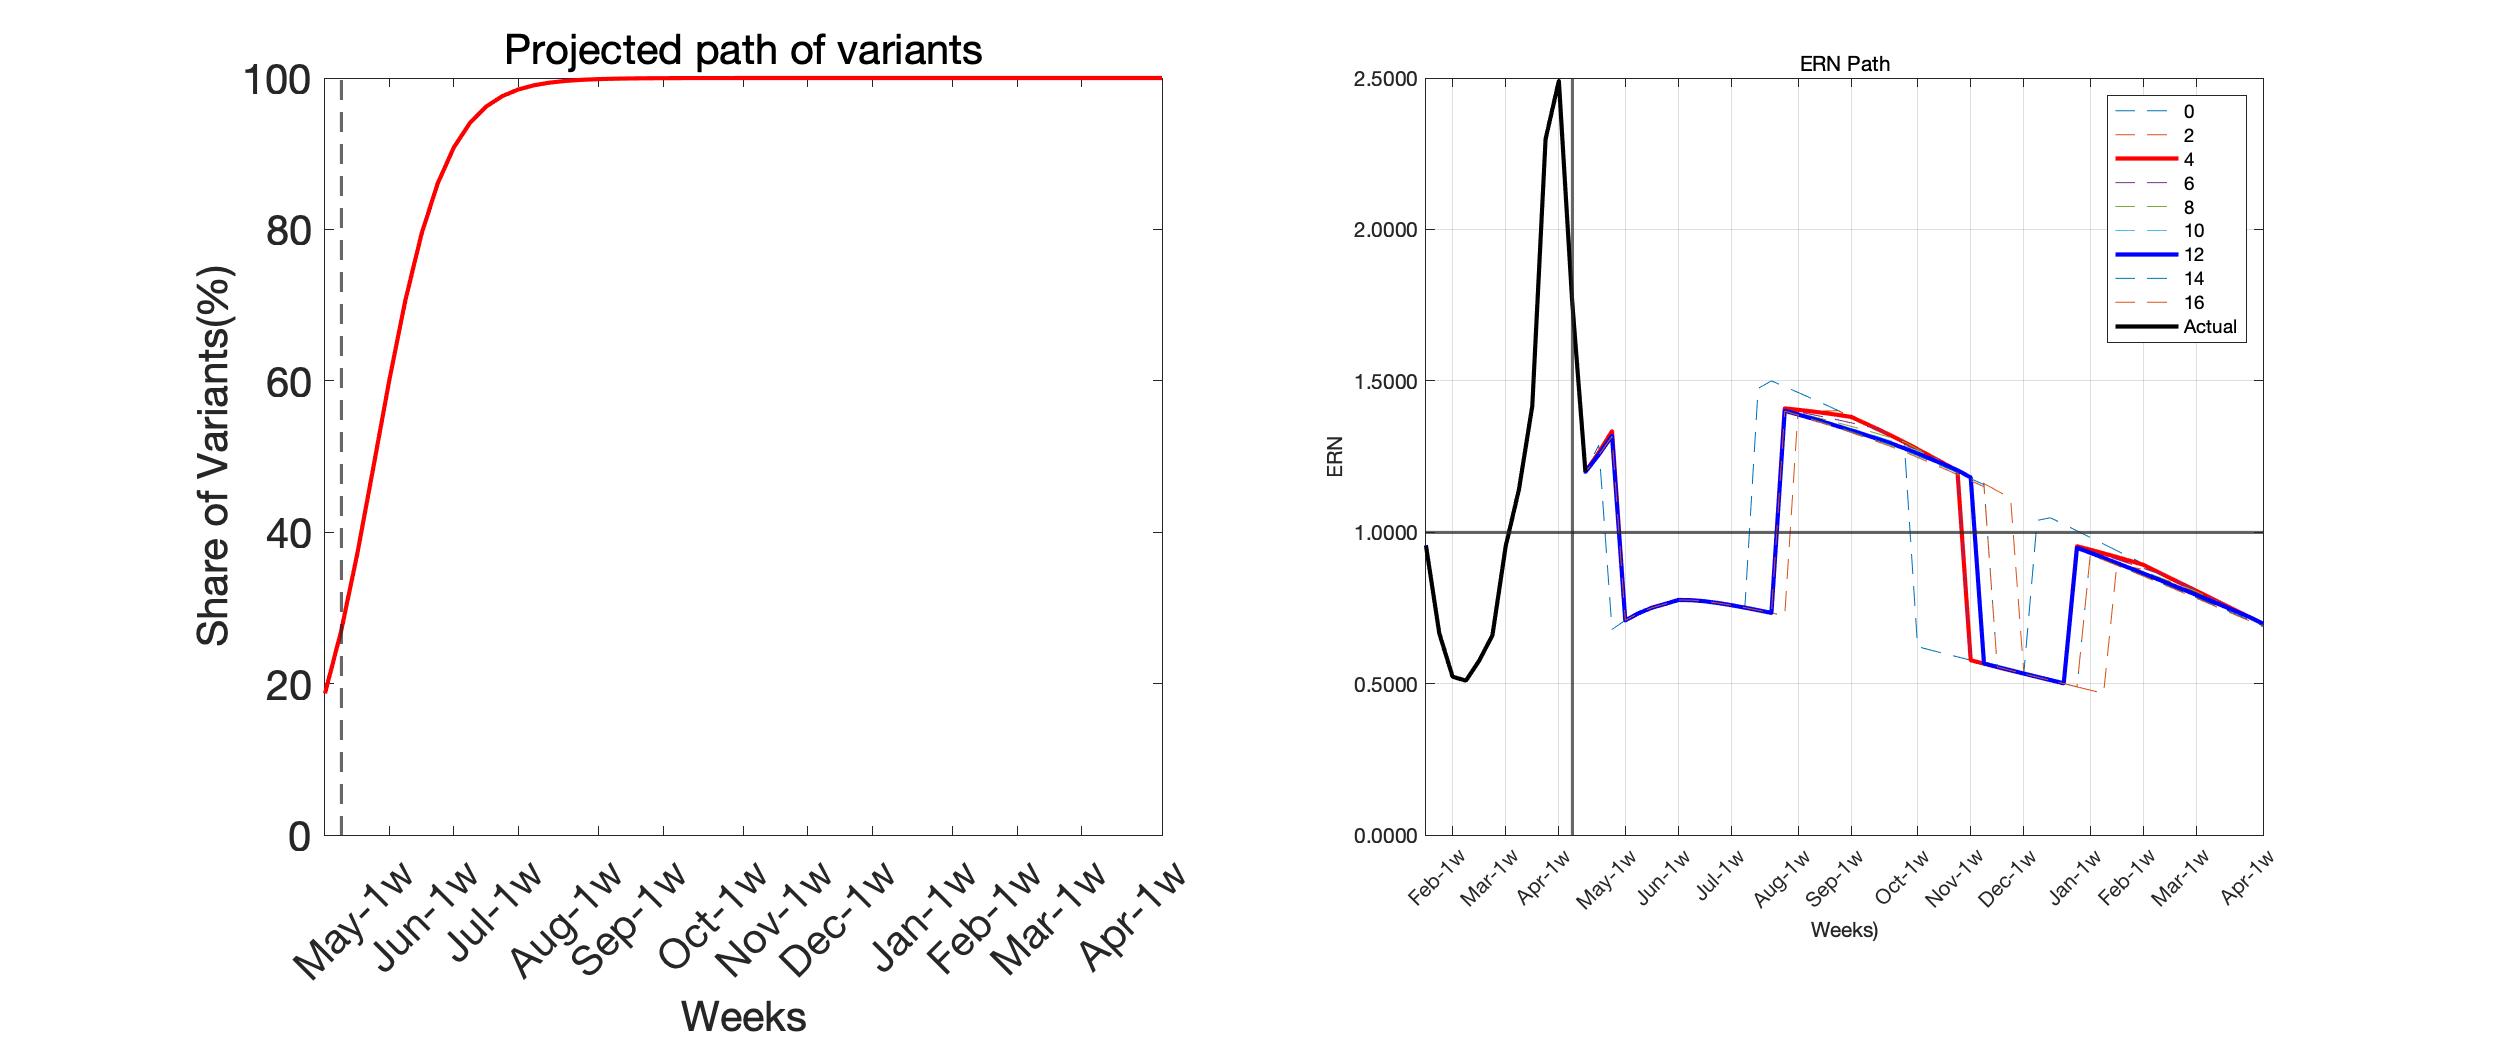 Projected path of variants
100
80
60
40
20
0
Share of Variants(%)
May-1w
Jun-1w
Jul-1w
Aug-1w
Sep-1w
Oct-1w
Nov-1w
Dec-1w
Jan-1w
Feb-1w
Mar-1w
Apr-1w
Weeks
ERN Path
2.5000
2.0000
1.5000
1.0000
0.5000
0.0000
ERN
0
2
4
6
8
10
12
14
16
Actual
Feb-1w
Mar-1w
Apr-1w
May-1w
Jun-1w
Jul-1w
Aug-1w
Sep-1w
Oct-1w
Nov-1w
Dec-1w
Jan-1w
Feb-1w
Mar-1w
Apr-1w
Weeks)